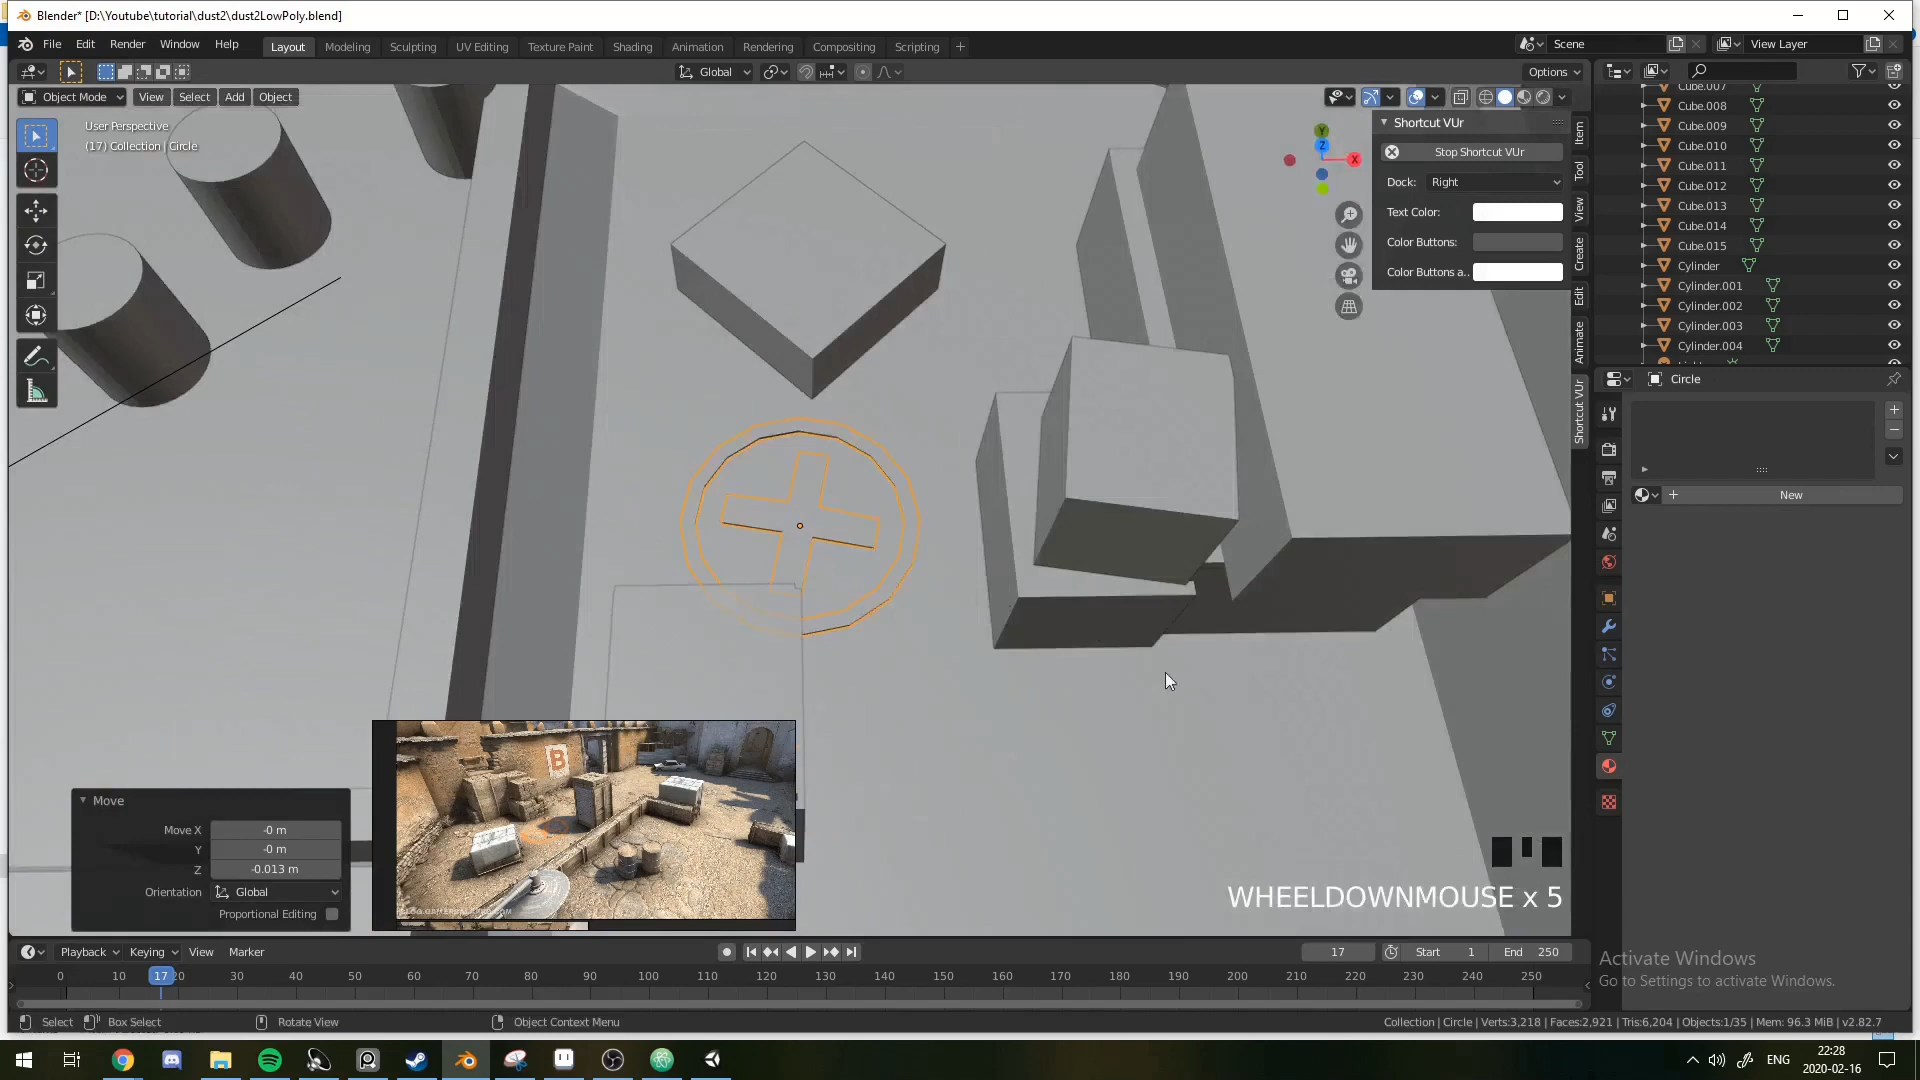 Blender* [D:\Youtube\tutorial\dust2\dust2LowPoly.blend]
File Edit Render Window Help
Layout Modeling Sculpting UV Editing Texture Paint Shading Animation Rendering Compositing Scripting +
Scene
View Layer
Global
Options
Object Mode View Select Add Object
User Perspective
(17) Collection | Circle
Y
Z
X
Shortcut VUr
Stop Shortcut VUr
Dock: Right
Text Color:
Color Buttons:
Color Buttons a..
Item
Tool
View
Create
Edit
Animate
Shortcut VUr
Cube.007
Cube.008
Cube.009
Cube.010
Cube.011
Cube.012
Cube.013
Cube.014
Cube.015
Cylinder
Cylinder.001
Cylinder.002
Cylinder.003
Cylinder.004
Circle
New
Move
Move X -0 m
Y -0 m
Z -0.013 m
Orientation Global
Proportional Editing
B
WHEELDOWNMOUSE x 5
Playback Keying View Marker
17
Start 1
End 250
0 10 17 20 30 40 50 60 70 80 90 100 110 120 130 140 150 160 170 180 190 200 210 220 230 240 250
Activate Windows
Go to Settings to activate Windows.
Select Box Select Rotate View Object Context Menu
Collection | Circle | Verts:3,218 | Faces:2,921 | Tris:6,204 | Objects:1/35 | Mem: 96.3 MiB | v2.82.7
ENG
22:28
2020-02-16